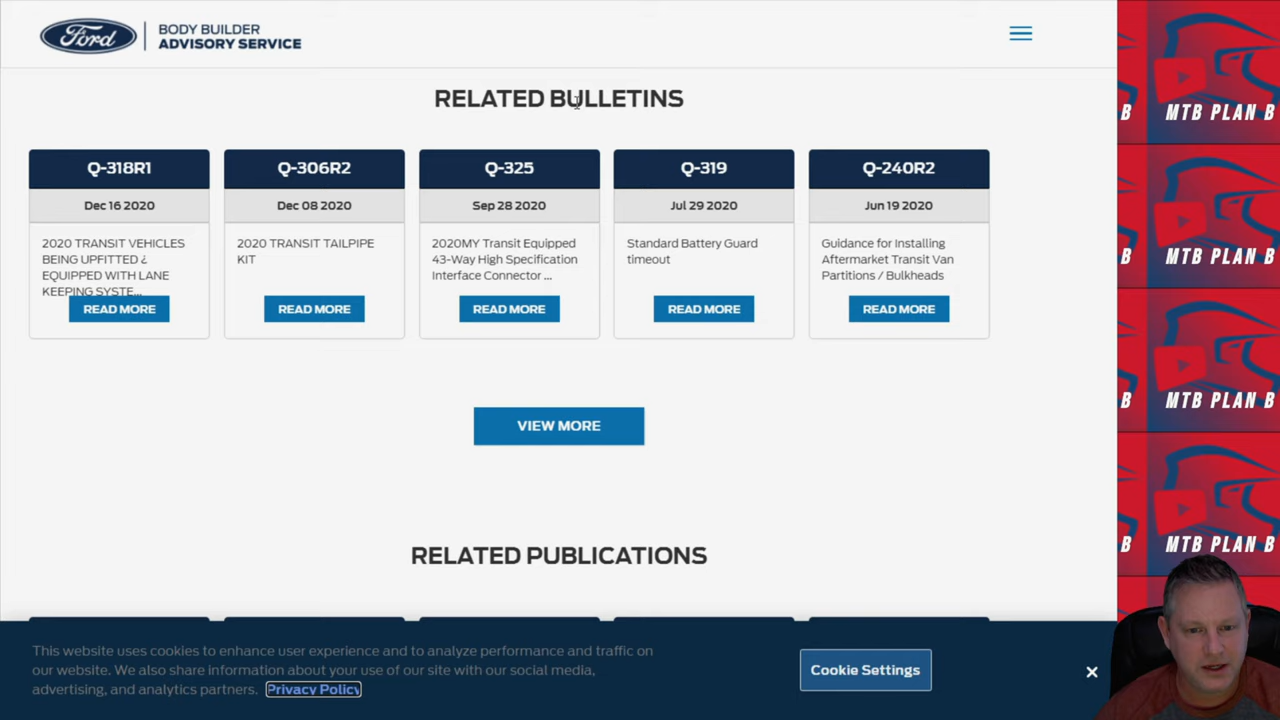 Ford
BODY BUILDER
ADVISORY SERVICE
RELATED BULLETINS
Q-318R1
Dec 16 2020
2020 TRANSIT VEHICLES
BEING UPFITTED ¿
EQUIPPED WITH LANE
KEEPING SYSTE...
READ MORE
Q-306R2
Dec 08 2020
2020 TRANSIT TAILPIPE
KIT
READ MORE
Q-325
Sep 28 2020
2020MY Transit Equipped
43-Way High Specification
Interface Connector ...
READ MORE
Q-319
Jul 29 2020
Standard Battery Guard
timeout
READ MORE
Q-240R2
Jun 19 2020
Guidance for Installing
Aftermarket Transit Van
Partitions / Bulkheads
READ MORE
VIEW MORE
RELATED PUBLICATIONS
This website uses cookies to enhance user experience and to analyze performance and traffic on
our website. We also share information about your use of our site with our social media,
advertising, and analytics partners. Privacy Policy
Cookie Settings
B MTB PLAN B
B MTB PLAN B
B MTB PLAN B
B MTB PLAN B